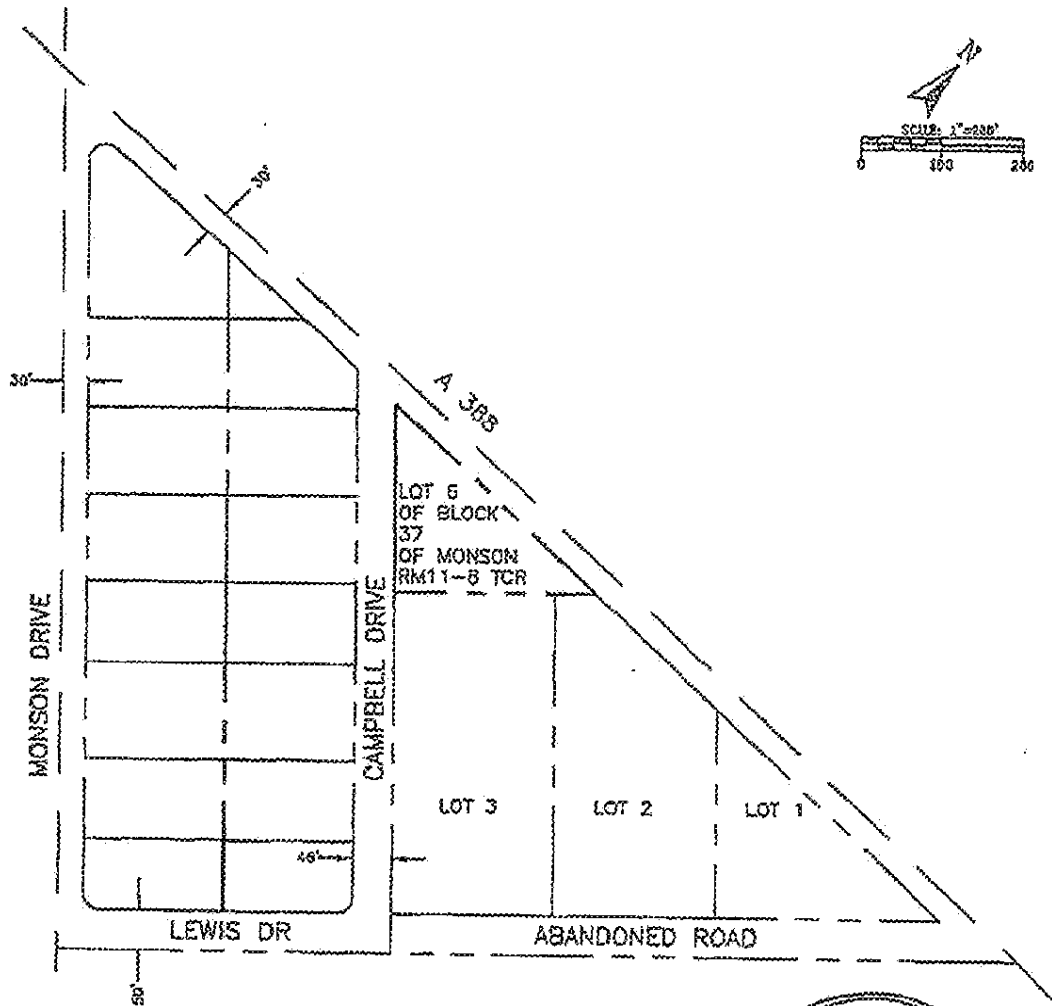 N
SCALE: 1"=200'
0 100 200
30'
30'
A 388
LOT 6
OF BLOCK
37
OF MONSON
RM11-8 TCR
MONSON DRIVE
CAMPBELL DRIVE
LOT 3
LOT 2
LOT 1
46'
LEWIS DR
ABANDONED ROAD